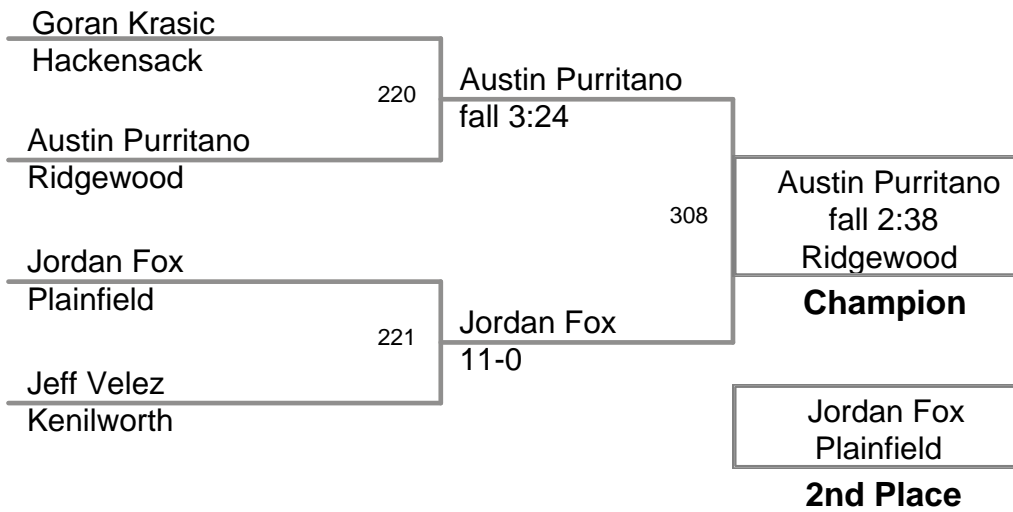 Goran Krasic
Hackensack
220
Austin Purritano
Ridgewood
Austin Purritano
fall 3:24
Jordan Fox
Plainfield
221
Jeff Velez
Kenilworth
Jordan Fox
11-0
308
Austin Purritano
fall 2:38
Ridgewood
Champion
Jordan Fox
Plainfield
2nd Place